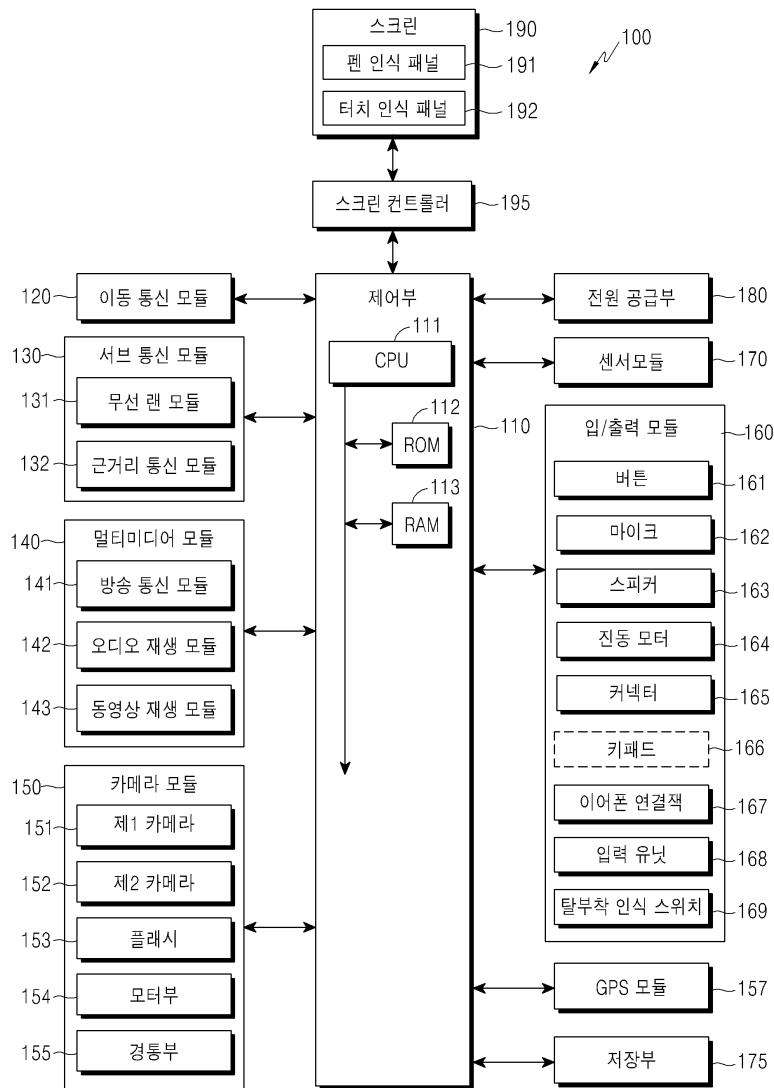 스크린
190
100
펜 인식 패널
191
터치 인식 패널
192
스크린 컨트롤러
195
120
이동 통신 모듈
130
서브 통신 모듈
131
무선 랜 모듈
132
근거리 통신 모듈
140
멀티미디어 모듈
141
방송 통신 모듈
142
오디오 재생 모듈
143
동영상 재생 모듈
150
카메라 모듈
151
제1 카메라
152
제2 카메라
153
플래시
154
모터부
155
경통부
제어부
111
CPU
112
ROM
110
113
RAM
전원 공급부
180
센서모듈
170
입/출력 모듈
160
버튼
161
마이크
162
스피커
163
진동 모터
164
커넥터
165
키패드
166
이어폰 연결잭
167
입력 유닛
168
탈부착 인식 스위치
169
GPS 모듈
157
저장부
175